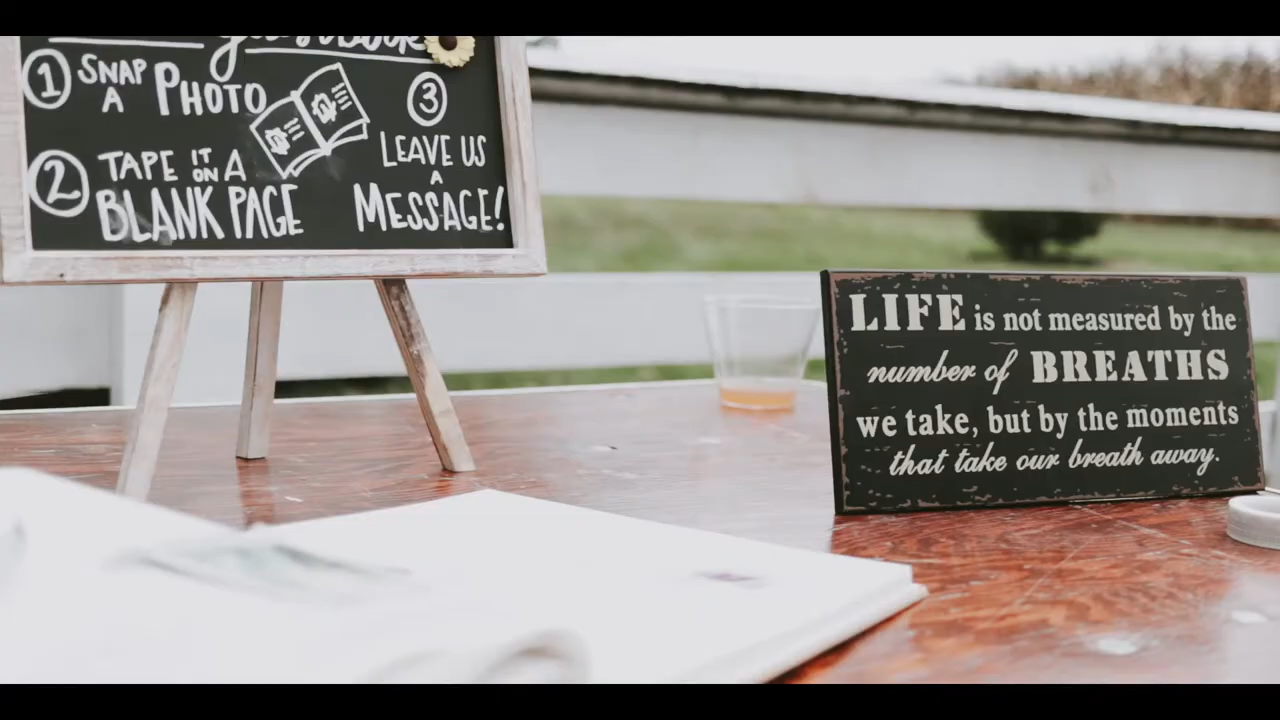 guestbook
1 SNAP A PHOTO
2 TAPE IT ON A
BLANK PAGE
3
LEAVE US
A
MESSAGE!
LIFE is not measured by the
number of BREATHS
we take, but by the moments
that take our breath away.